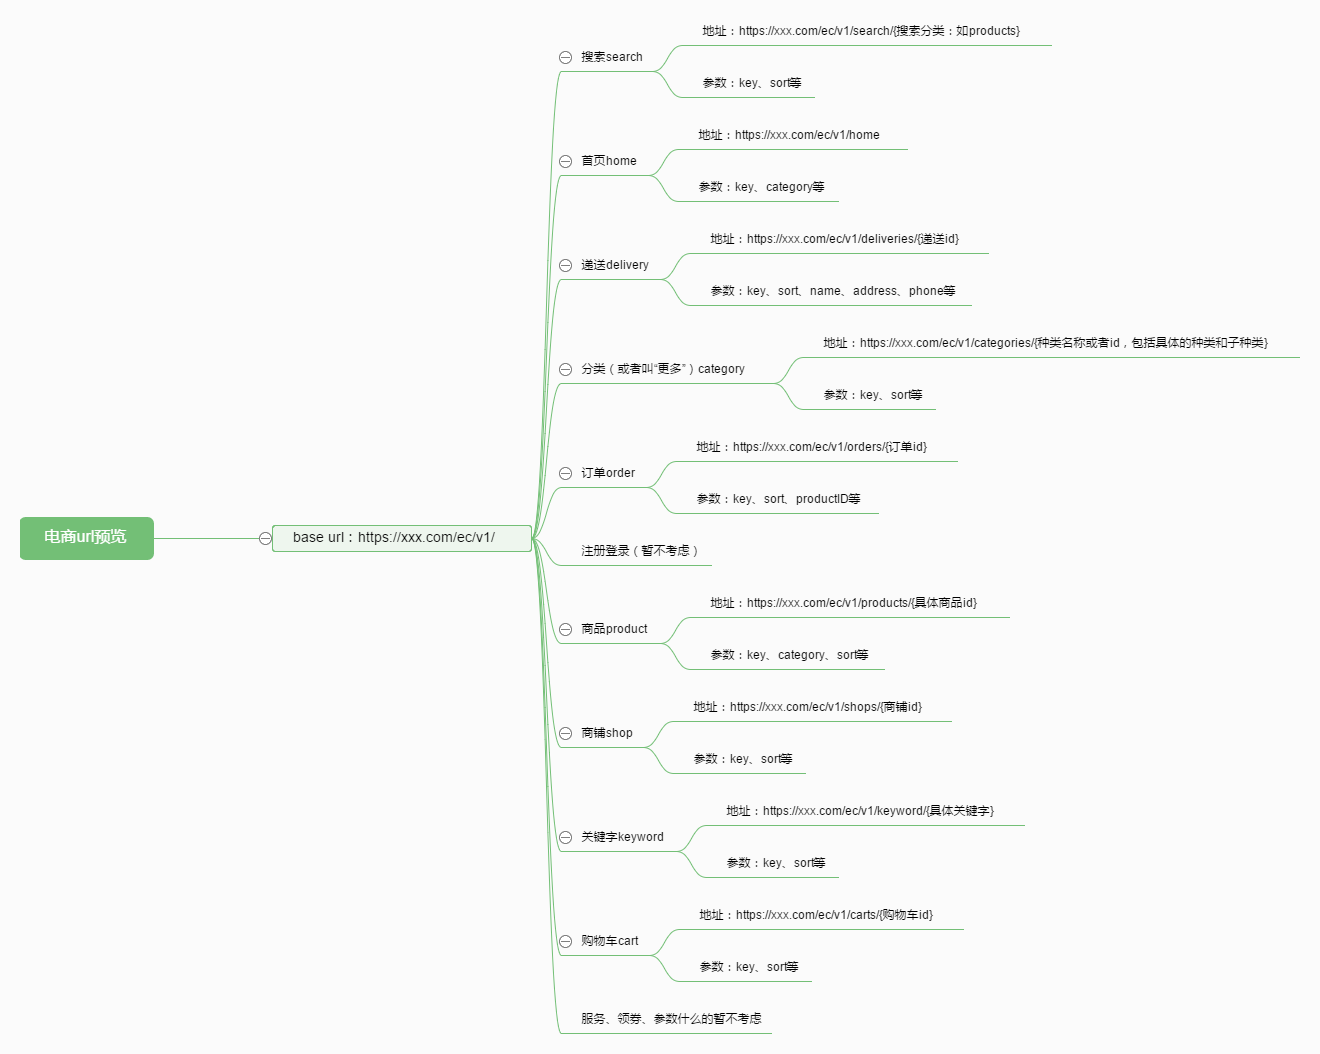 电商url预览
base url：https://xxx.com/ec/v1/
搜索search
地址：https://xxx.com/ec/v1/search/{搜索分类：如products}
参数：key、sort等
首页home
地址：https://xxx.com/ec/v1/home
参数：key、category等
递送delivery
地址：https://xxx.com/ec/v1/deliveries/{递送id}
参数：key、sort、name、address、phone等
分类（或者叫“更多”）category
地址：https://xxx.com/ec/v1/categories/{种类名称或者id，包括具体的种类和子种类}
参数：key、sort等
订单order
地址：https://xxx.com/ec/v1/orders/{订单id}
参数：key、sort、productID等
注册登录（暂不考虑）
商品product
地址：https://xxx.com/ec/v1/products/{具体商品id}
参数：key、category、sort等
商铺shop
地址：https://xxx.com/ec/v1/shops/{商铺id}
参数：key、sort等
关键字keyword
地址：https://xxx.com/ec/v1/keyword/{具体关键字}
参数：key、sort等
购物车cart
地址：https://xxx.com/ec/v1/carts/{购物车id}
参数：key、sort等
服务、领券、参数什么的暂不考虑